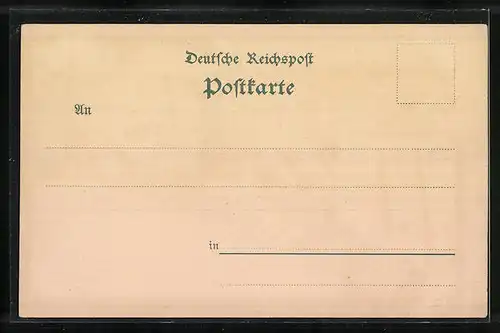 Deutſche Reichspoſt
Poſtkarte
An
in